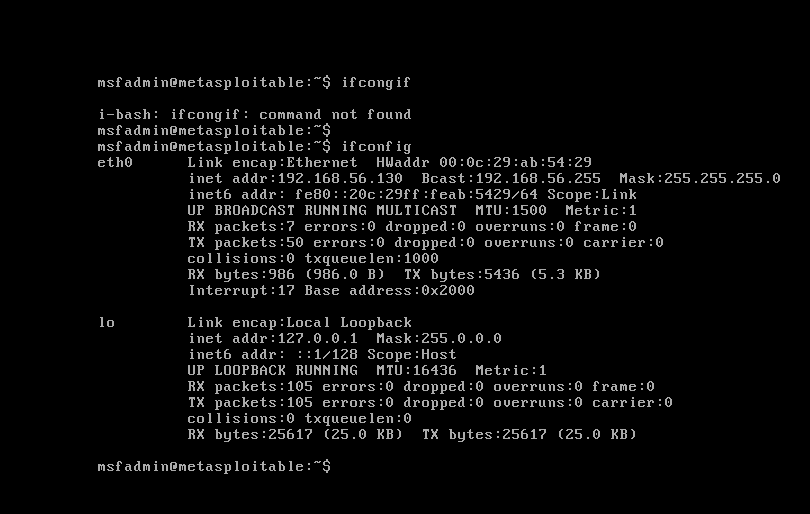 msfadmin@metasploitable:~$ ifcongif
i-bash: ifcongif: command not found
msfadmin@metasploitable:~$
msfadmin@metasploitable:~$ ifconfig
eth0      Link encap:Ethernet  HWaddr 00:0c:29:ab:54:29
          inet addr:192.168.56.130  Bcast:192.168.56.255  Mask:255.255.255.0
          inet6 addr: fe80::20c:29ff:feab:5429/64 Scope:Link
          UP BROADCAST RUNNING MULTICAST  MTU:1500  Metric:1
          RX packets:7 errors:0 dropped:0 overruns:0 frame:0
          TX packets:50 errors:0 dropped:0 overruns:0 carrier:0
          collisions:0 txqueuelen:1000
          RX bytes:986 (986.0 B)  TX bytes:5436 (5.3 KB)
          Interrupt:17 Base address:0x2000
lo        Link encap:Local Loopback
          inet addr:127.0.0.1  Mask:255.0.0.0
          inet6 addr: ::1/128 Scope:Host
          UP LOOPBACK RUNNING  MTU:16436  Metric:1
          RX packets:105 errors:0 dropped:0 overruns:0 frame:0
          TX packets:105 errors:0 dropped:0 overruns:0 carrier:0
          collisions:0 txqueuelen:0
          RX bytes:25617 (25.0 KB)  TX bytes:25617 (25.0 KB)
msfadmin@metasploitable:~$